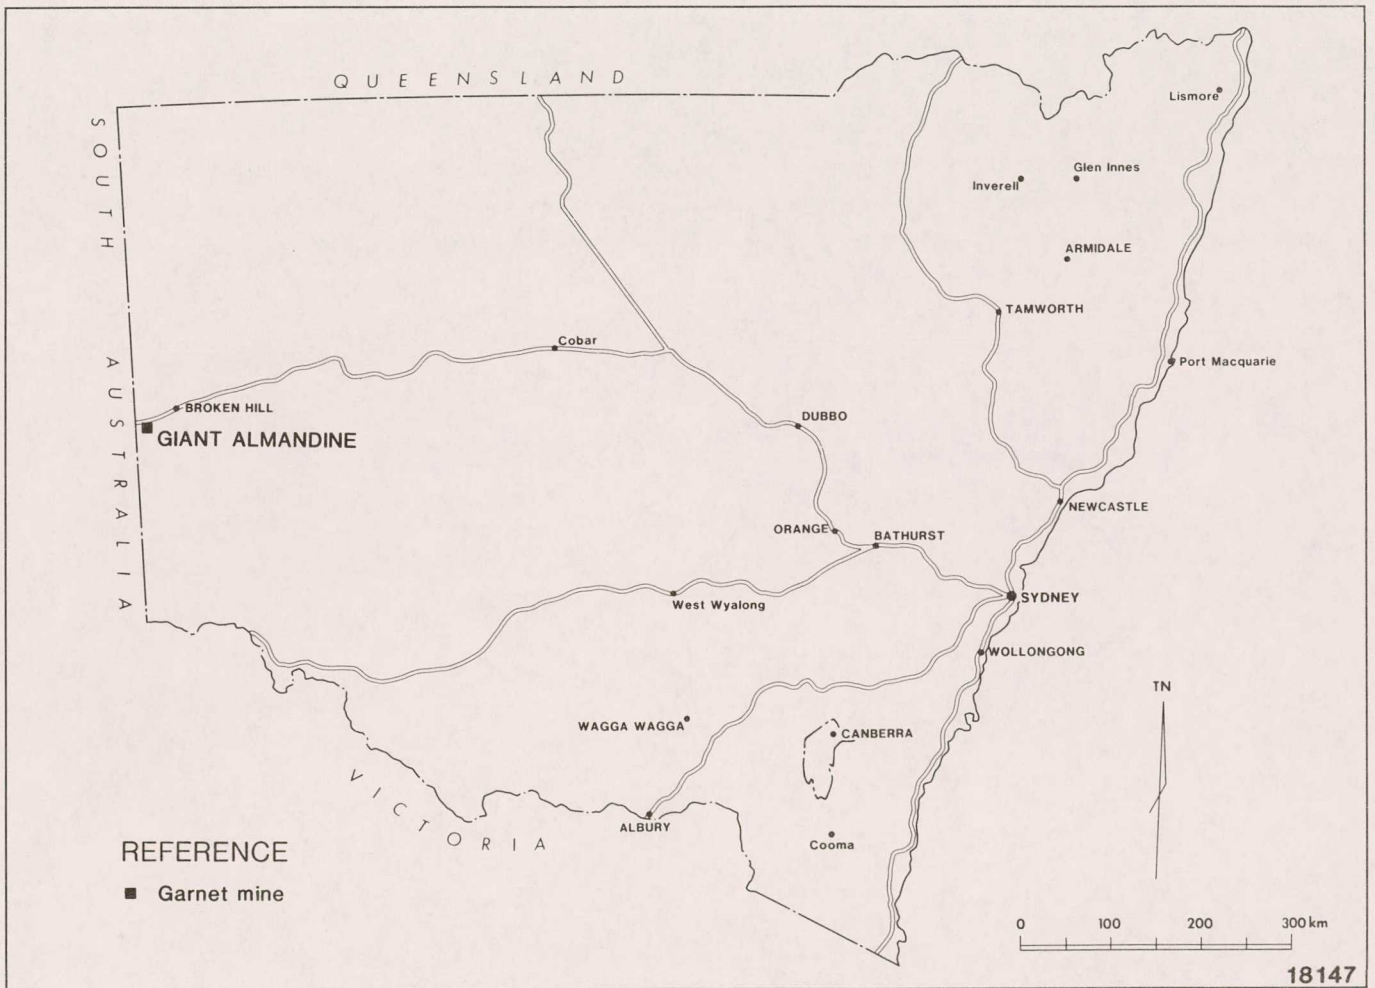 QUEENSLAND
Lismore
SOUTH AUSTRALIA
Glen Innes
Inverell
ARMIDALE
TAMWORTH
Cobar
Port Macquarie
BROKEN HILL
DUBBO
GIANT ALMANDINE
NEWCASTLE
ORANGE
BATHURST
SYDNEY
West Wyalong
WOLLONGONG
TN
WAGGA WAGGA
CANBERRA
VICTORIA
ALBURY
Cooma
REFERENCE
Garnet mine
0 100 200 300 km
18147